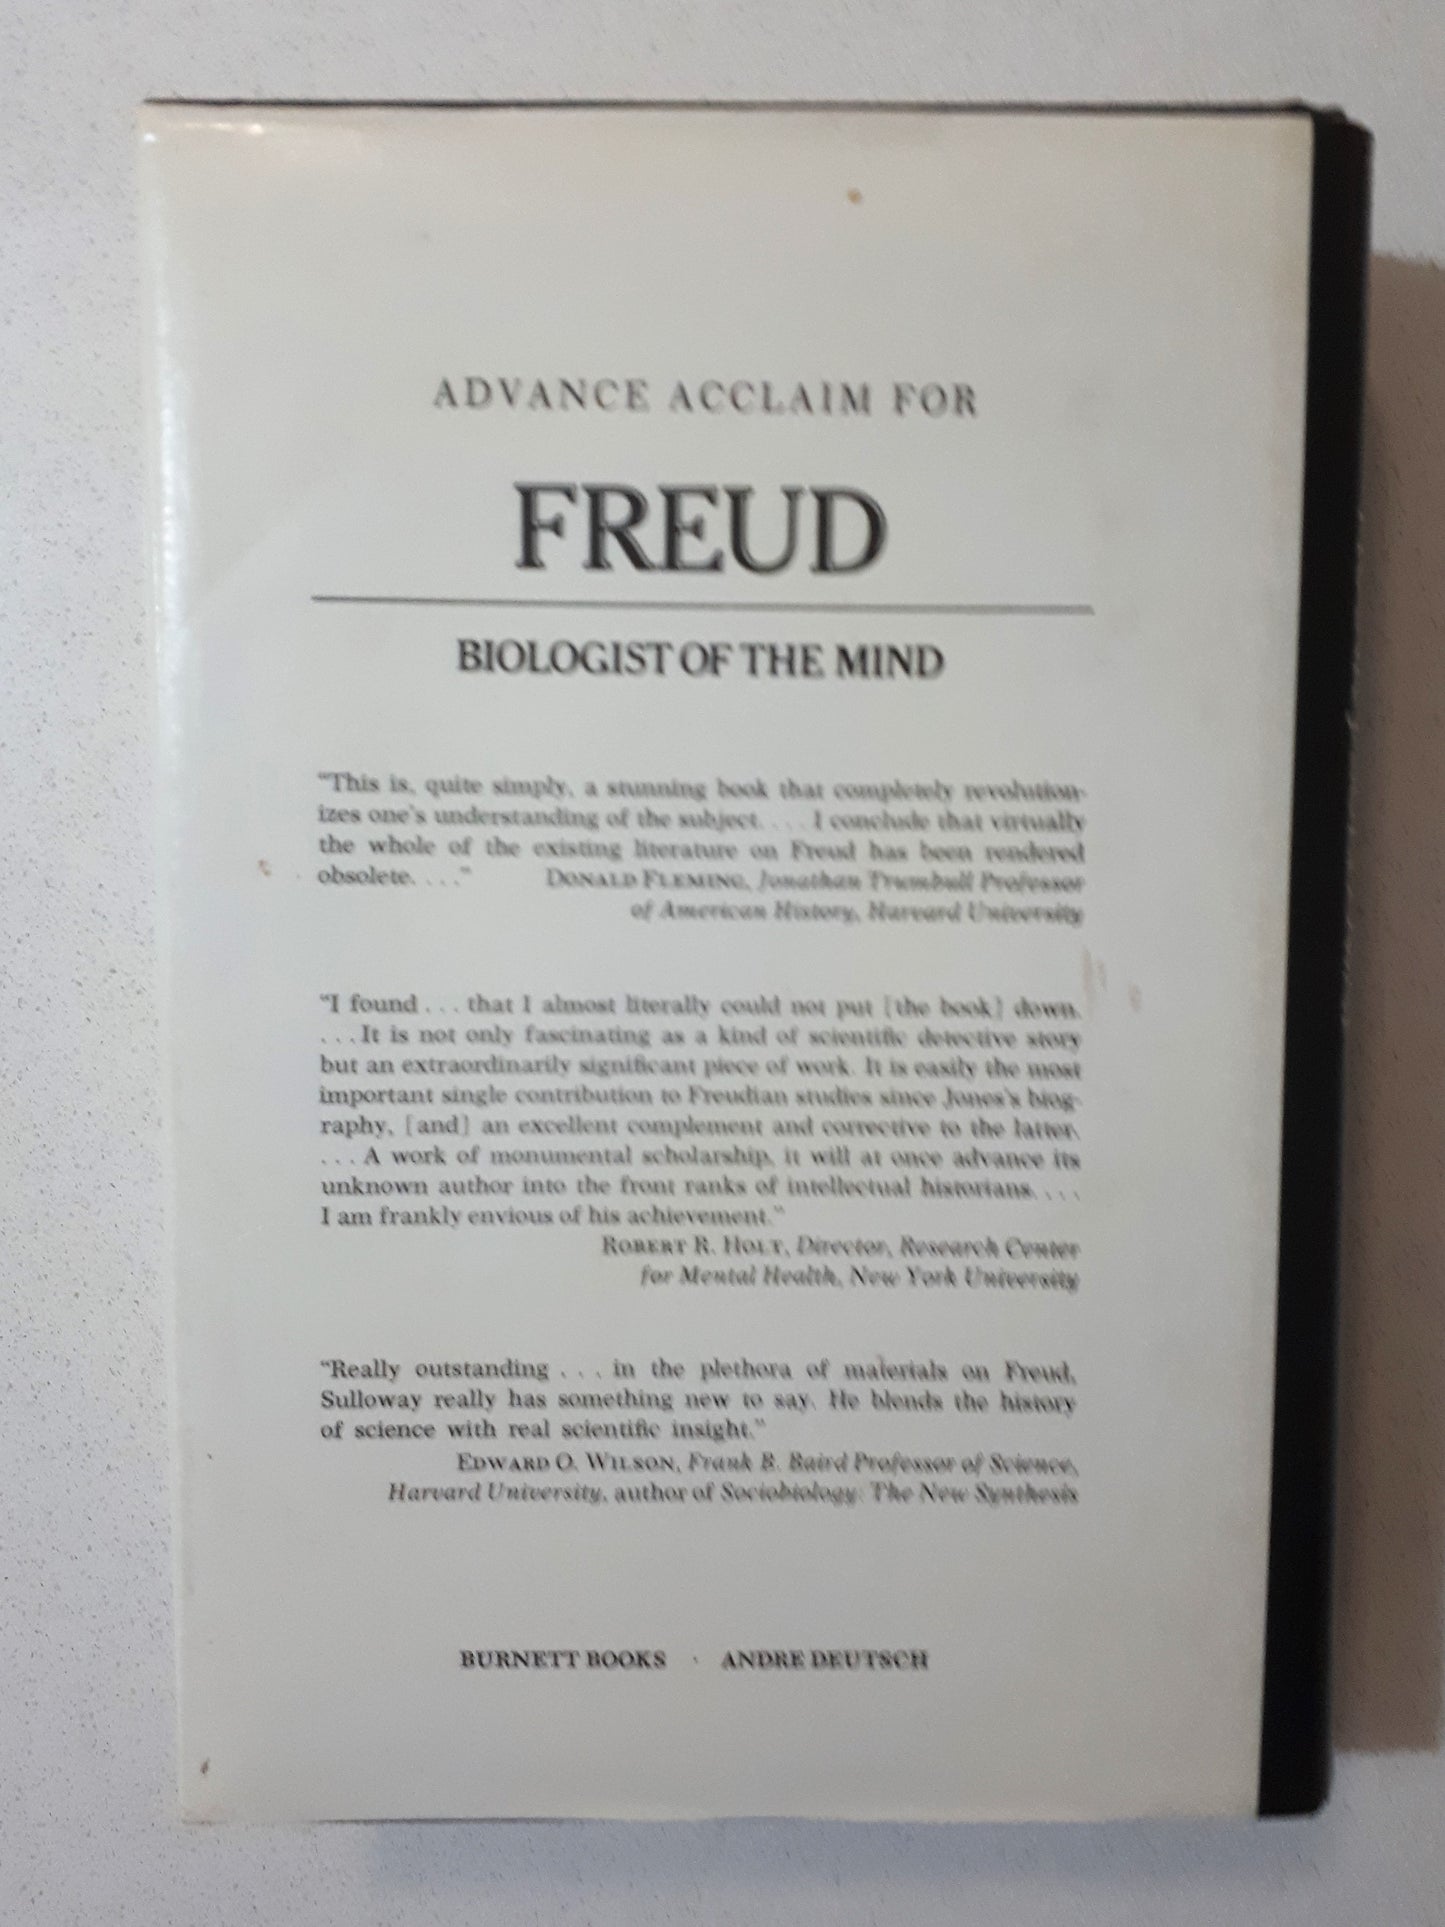 ADVANCE ACCLAIM FOR
FREUD
BIOLOGIST OF THE MIND
“This is, quite simply, a stunning book that completely revolution-
izes one's understanding of the subject. . . . I conclude that virtually
the whole of the existing literature on Freud has been rendered
obsolete. . . .” DONALD FLEMING, Jonathan Trumbull Professor
of American History, Harvard University
“I found . . . that I almost literally could not put [the book] down.
. . . It is not only fascinating as a kind of scientific detective story
but an extraordinarily significant piece of work. It is easily the most
important single contribution to Freudian studies since Jones's biog-
raphy, [and] an excellent complement and corrective to the latter.
. . . A work of monumental scholarship, it will at once advance its
unknown author into the front ranks of intellectual historians. . . .
I am frankly envious of his achievement.”
ROBERT R. HOLT, Director, Research Center
for Mental Health, New York University
“Really outstanding . . . in the plethora of materials on Freud,
Sulloway really has something new to say. He blends the history
of science with real scientific insight.”
EDWARD O. WILSON, Frank B. Baird Professor of Science,
Harvard University, author of Sociobiology: The New Synthesis
BURNETT BOOKS · ANDRE DEUTSCH